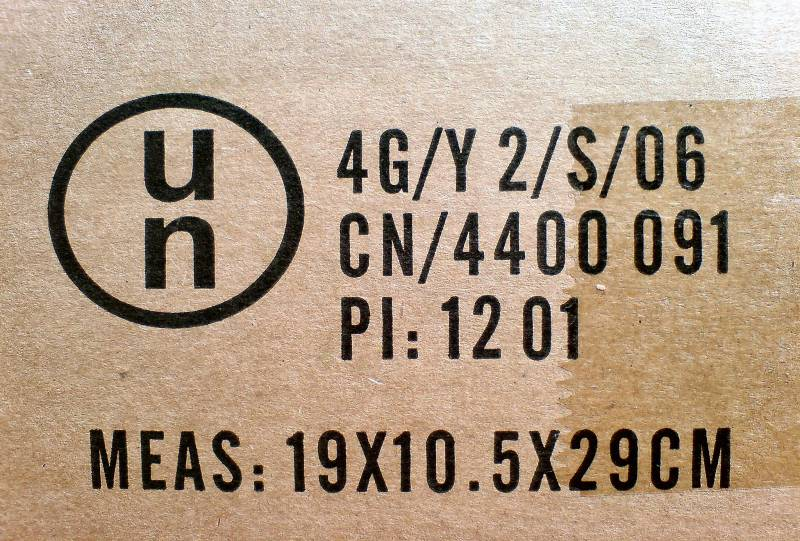 un
4G/Y 2/S/06
CN/4400 091
PI: 12 01
MEAS: 19X10.5X29CM